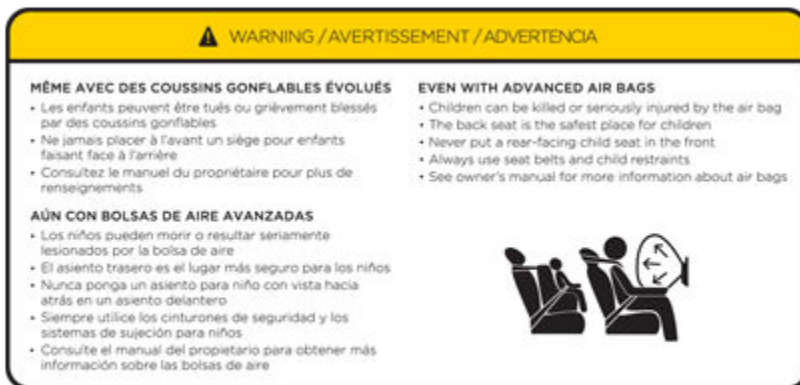 WARNING / AVERTISSEMENT / ADVERTENCIA
MÊME AVEC DES COUSSINS GONFLABLES ÉVOLUÉS
• Les enfants peuvent être tués ou grièvement blessés
par des coussins gonflables
• Ne jamais placer à l'avant un siège pour enfants
faisant face à l'arrière
• Consultez le manuel du propriétaire pour plus de
renseignements
AÚN CON BOLSAS DE AIRE AVANZADAS
• Los niños pueden morir o resultar seriamente
lesionados por la bolsa de aire
• El asiento trasero es el lugar más seguro para los niños
• Nunca ponga un asiento para niño con vista hacia
atrás en un asiento delantero
• Siempre utilice los cinturones de seguridad y los
sistemas de sujeción para niños
• Consulte el manual del propietario para obtener más
información sobre las bolsas de aire
EVEN WITH ADVANCED AIR BAGS
• Children can be killed or seriously injured by the air bag
• The back seat is the safest place for children
• Never put a rear-facing child seat in the front
• Always use seat belts and child restraints
• See owner's manual for more information about air bags